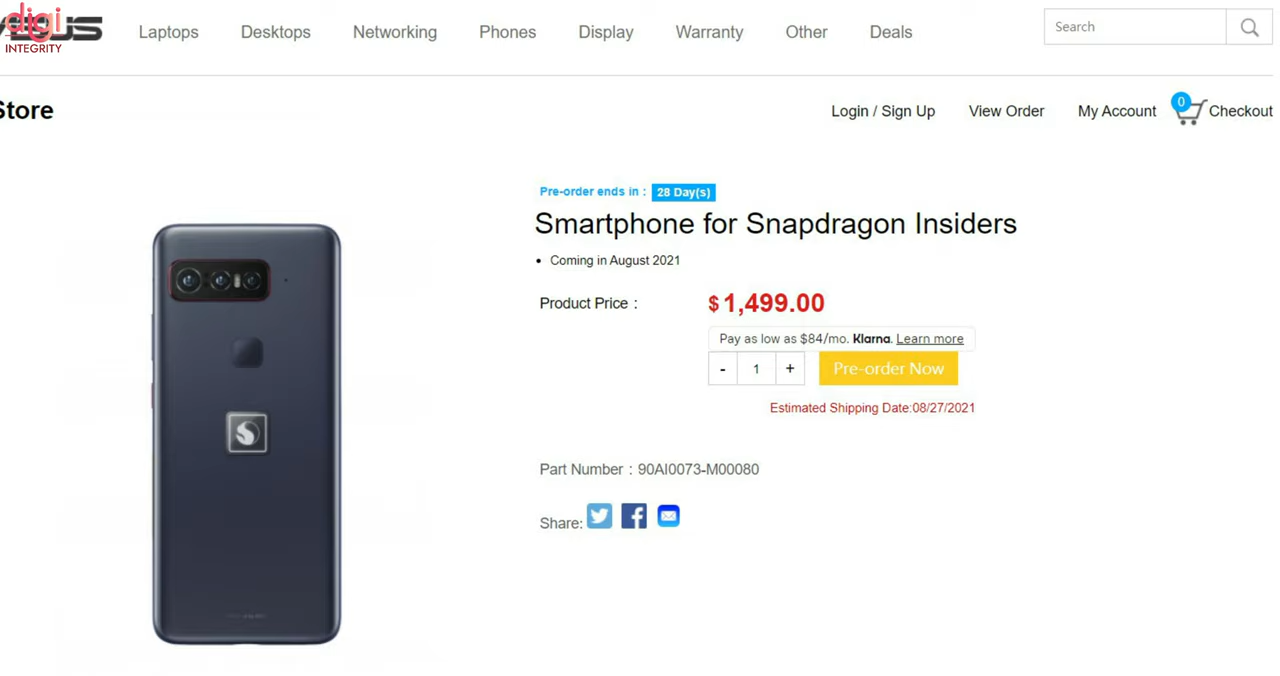 digi
INTEGRITY
Laptops Desktops Networking Phones Display Warranty Other Deals
Search
Store
Login / Sign Up View Order My Account 0 Checkout
Pre-order ends in : 28 Day(s)
Smartphone for Snapdragon Insiders
• Coming in August 2021
Product Price : $1,499.00
Pay as low as $84/mo. Klarna. Learn more
- 1 + Pre-order Now
Estimated Shipping Date:08/27/2021
Part Number : 90AI0073-M00080
Share: